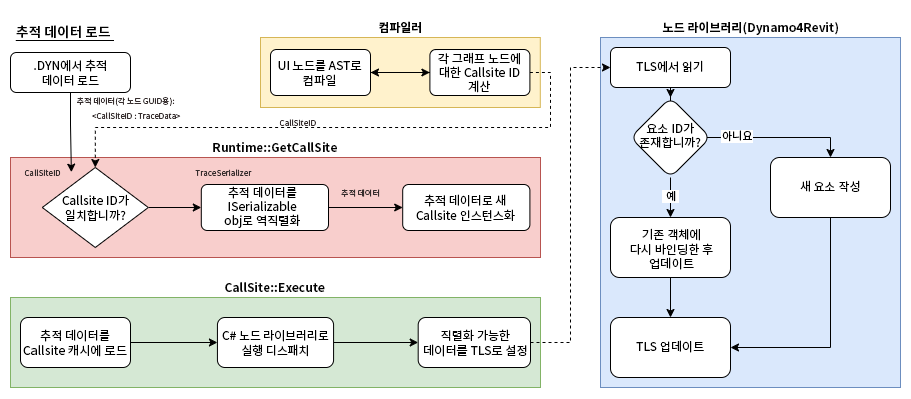 추적 데이터 로드
.DYN에서 추적
데이터 로드
추적 데이터(각 노드 GUID용):
<CallSiteID : TraceData>
컴파일러
UI 노드를 AST로
컴파일
각 그래프 노드에
대한 Callsite ID
계산
CallSiteID
Runtime::GetCallSite
CallSiteID
Callsite ID가
일치합니까?
TraceSerializer
추적 데이터를
ISerializable
obj로 역직렬화
추적 데이터
추적 데이터로 새
Callsite 인스턴스화
CallSite::Execute
추적 데이터를
Callsite 캐시에 로드
C# 노드 라이브러리로
실행 디스패치
직렬화 가능한
데이터를 TLS로 설정
노드 라이브러리(Dynamo4Revit)
TLS에서 읽기
요소 ID가
존재합니까?
아니요
새 요소 작성
예
기존 객체에
다시 바인딩한 후
업데이트
TLS 업데이트